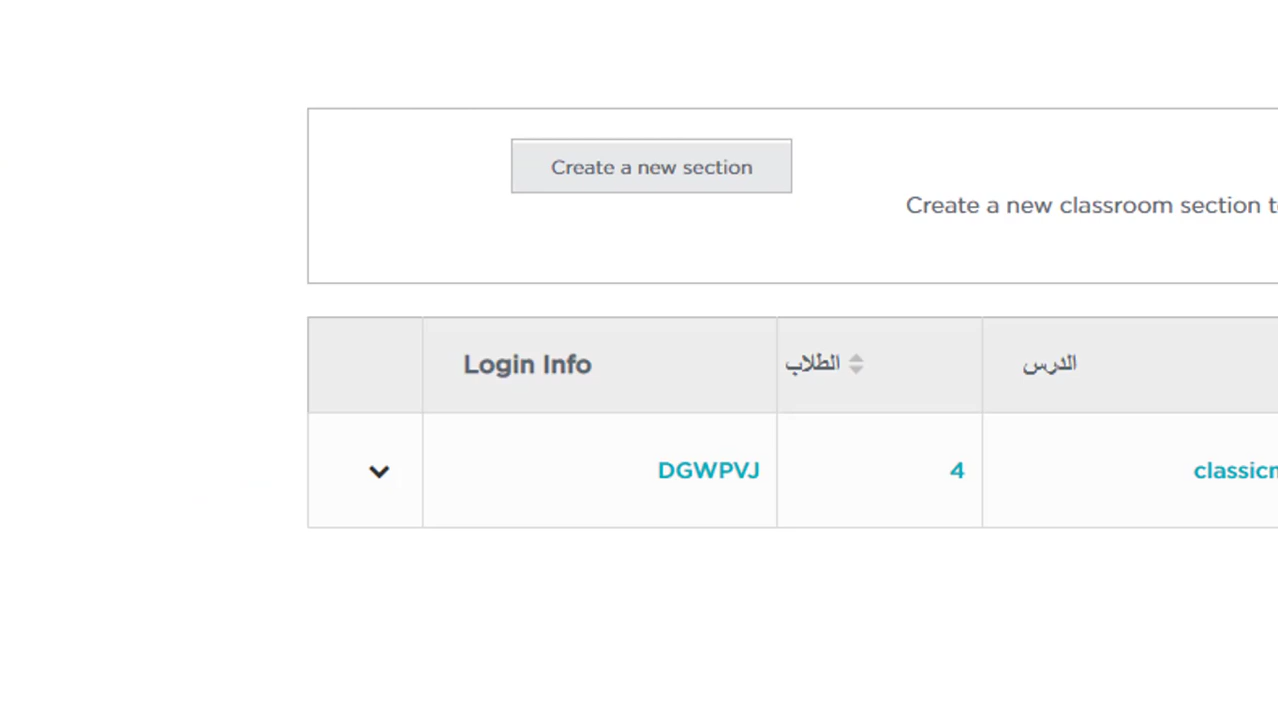 Create a new section
Create a new classroom section
Login Info
الطلاب
الدرس
DGWPVJ
4